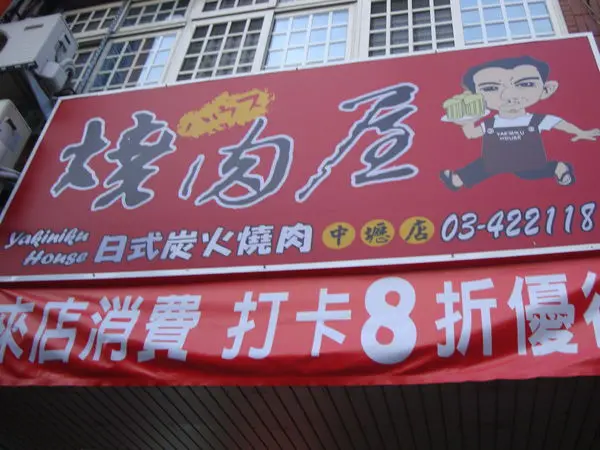 燒肉屋
YAKINIKU
HOUSE
Yakiniku
House
日式炭火燒肉 中壢店 03-422118
來店消費 打卡8折優待